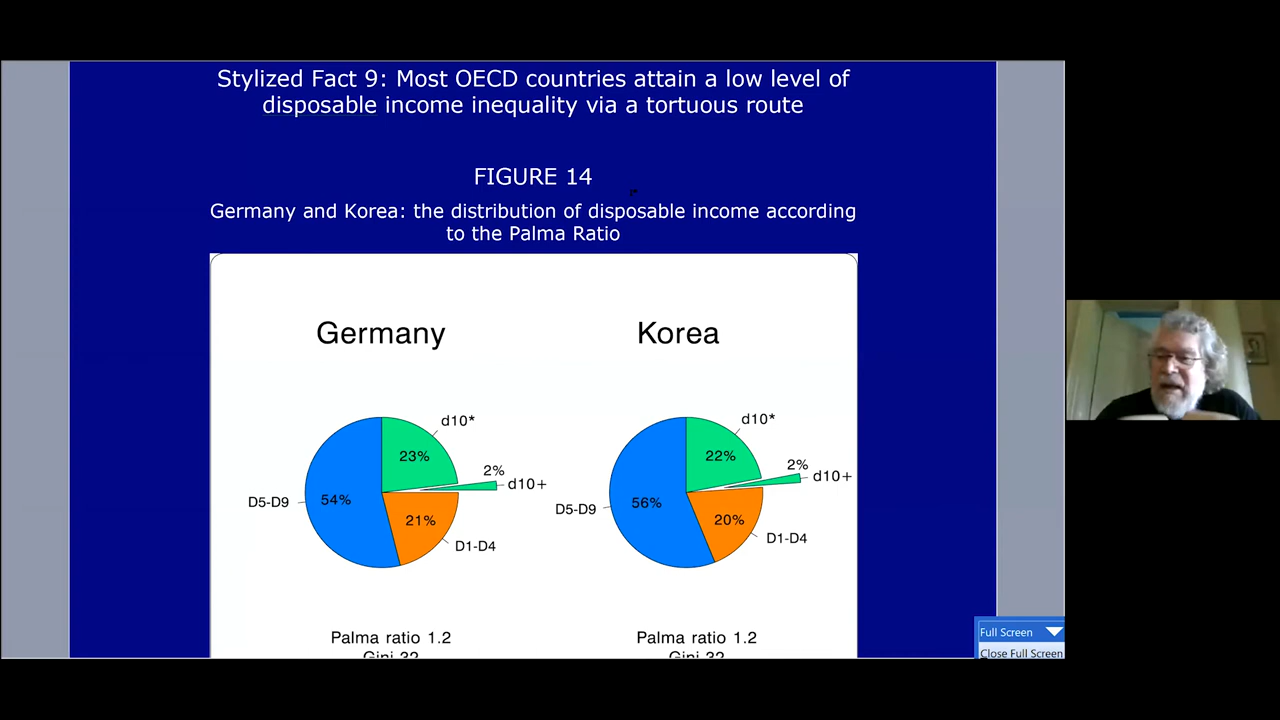 Stylized Fact 9: Most OECD countries attain a low level of
disposable income inequality via a tortuous route
FIGURE 14
Germany and Korea: the distribution of disposable income according
to the Palma Ratio
Germany
Korea
d10*
23%
2%
d10+
D5-D9
54%
21%
D1-D4
d10*
22%
2%
d10+
D5-D9
56%
20%
D1-D4
Palma ratio 1.2
Gini 32
Palma ratio 1.2
Gini 32
Full Screen
Close Full Screen